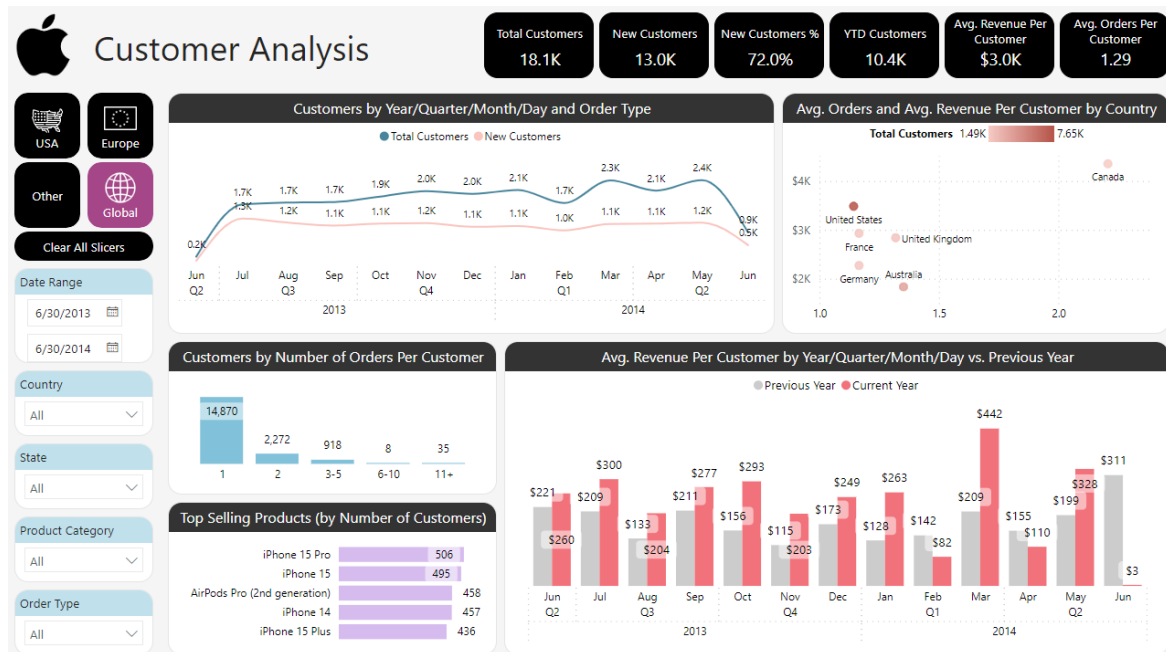 Customer Analysis
Total Customers
18.1K
New Customers
13.0K
New Customers %
72.0%
YTD Customers
10.4K
Avg. Revenue Per
Customer
$3.0K
Avg. Orders Per
Customer
1.29
USA
Europe
Other
Global
Clear All Slicers
Date Range
6/30/2013
6/30/2014
Country
All
State
All
Product Category
All
Order Type
All
Customers by Year/Quarter/Month/Day and Order Type
Total Customers New Customers
0.2K 1.7K 1.7K 1.7K 1.9K 2.0K 2.0K 2.1K 1.7K 2.3K 2.1K 2.4K 0.9K
1.3K 1.2K 1.1K 1.1K 1.2K 1.1K 1.1K 1.0K 1.1K 1.1K 1.2K 0.5K
Jun Jul Aug Sep Oct Nov Dec Jan Feb Mar Apr May Jun
Q2 Q3 Q4 Q1 Q2
2013 2014
Avg. Orders and Avg. Revenue Per Customer by Country
Total Customers 1.49K 7.65K
$4K
$3K
$2K
Canada
United States
France
United Kingdom
Germany
Australia
1.0 1.5 2.0
Customers by Number of Orders Per Customer
14,870 2,272 918 8 35
1 2 3-5 6-10 11+
Top Selling Products (by Number of Customers)
iPhone 15 Pro 506
iPhone 15 495
AirPods Pro (2nd generation) 458
iPhone 14 457
iPhone 15 Plus 436
Avg. Revenue Per Customer by Year/Quarter/Month/Day vs. Previous Year
Previous Year Current Year
$221 $209 $133 $211 $156 $115 $173 $128 $142 $209 $155 $199 $311
$260 $300 $204 $277 $293 $203 $249 $263 $82 $442 $110 $328 $3
Jun Jul Aug Sep Oct Nov Dec Jan Feb Mar Apr May Jun
Q2 Q3 Q4 Q1 Q2
2013 2014